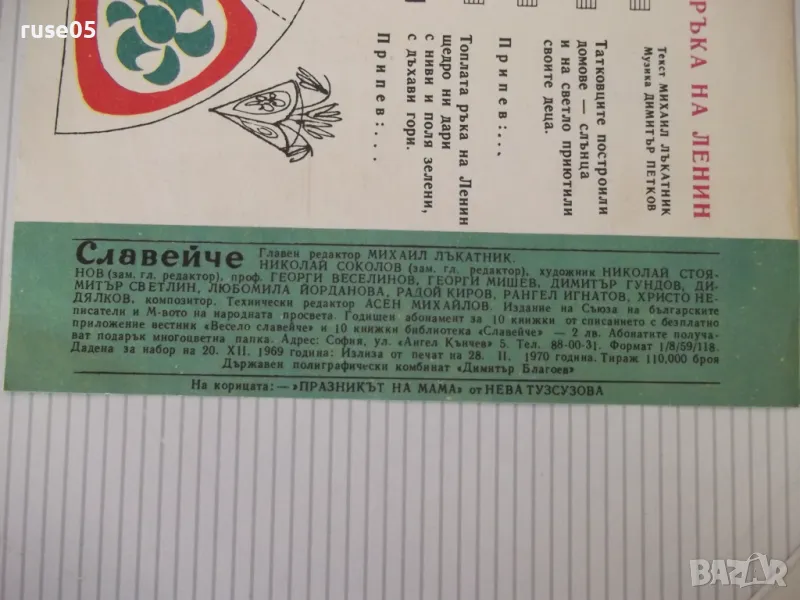 ruse05
РЪКА НА ЛЕНИН
Текст МИХАИЛ ЛЪКАТНИК
Музика ДИМИТЪР ПЕТКОВ
Татковците построили
домове — слънца
и на светло приютили
своите деца.
Припев:...
Топлата ръка на Ленин
щедро ни дари
с ниви и поля зелени,
с дъхави гори.
Припев:...
Славейче Главен редактор МИХАИЛ ЛЪКАТНИК.
НИКОЛАЙ СОКОЛОВ (зам. гл. редактор), художник НИКОЛАЙ СТОЯ-
НОВ (зам. гл. редактор), проф. ГЕОРГИ ВЕСЕЛИНОВ, ГЕОРГИ МИШЕВ, ДИМИТЪР ГУНДОВ, ДИ-
МИТЪР СВЕТЛИН, ЛЮБОМИЛА ЙОРДАНОВА, РАДОЙ КИРОВ, РАНГЕЛ ИГНАТОВ, ХРИСТО НЕ-
ДЯЛКОВ, композитор. Технически редактор АСЕН МИХАЙЛОВ. Издание на Съюза на българските
писатели и М-вото на народната просвета. Годишен абонамент за 10 книжки от списанието с безплатно
приложение вестник «Весело славейче» и 10 книжки библиотека «Славейче» — 2 лв. Абонатите получа-
ват подарък многоцветна папка. Адрес: София, ул. «Ангел Кънчев» 5. Тел. 88-00-31. Формат 1/8/59/118.
Дадена за набор на 20. XII. 1969 година: Излиза от печат на 28. II. 1970 година. Тираж 110,000 броя
Държавен полиграфически комбинат «Димитър Благоев»
На корицата: — »ПРАЗНИКЪТ НА МАМА» от НЕВА ТУЗСУЗОВА
BAZAR